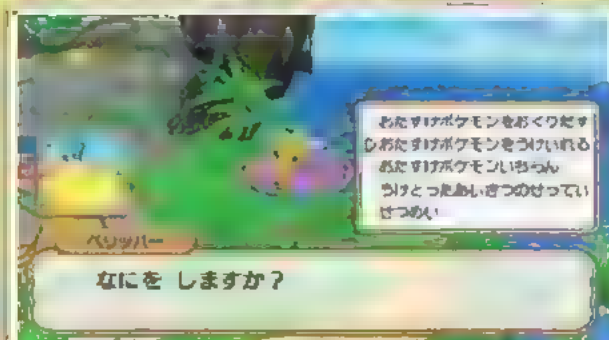 おたすけポケモンをおくりだす
おたすけポケモンをうけいれる
おたすけポケモンいちらん
うけとったあいさつのせってい
せつめい
ペリッパー
なにを しますか?